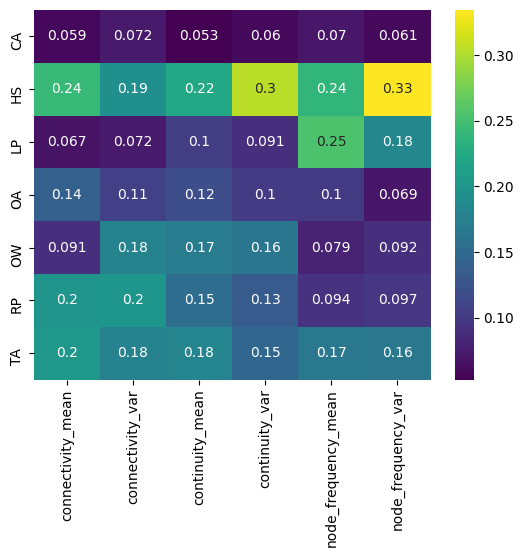 CA 0.059 0.072 0.053 0.06 0.07 0.061
HS 0.24 0.19 0.22 0.3 0.24 0.33
LP 0.067 0.072 0.1 0.091 0.25 0.18
OA 0.14 0.11 0.12 0.1 0.1 0.069
OW 0.091 0.18 0.17 0.16 0.079 0.092
RP 0.2 0.2 0.15 0.13 0.094 0.097
TA 0.2 0.18 0.18 0.15 0.17 0.16
connectivity_mean
connectivity_var
continuity_mean
continuity_var
node_frequency_mean
node_frequency_var
0.30
0.25
0.20
0.15
0.10